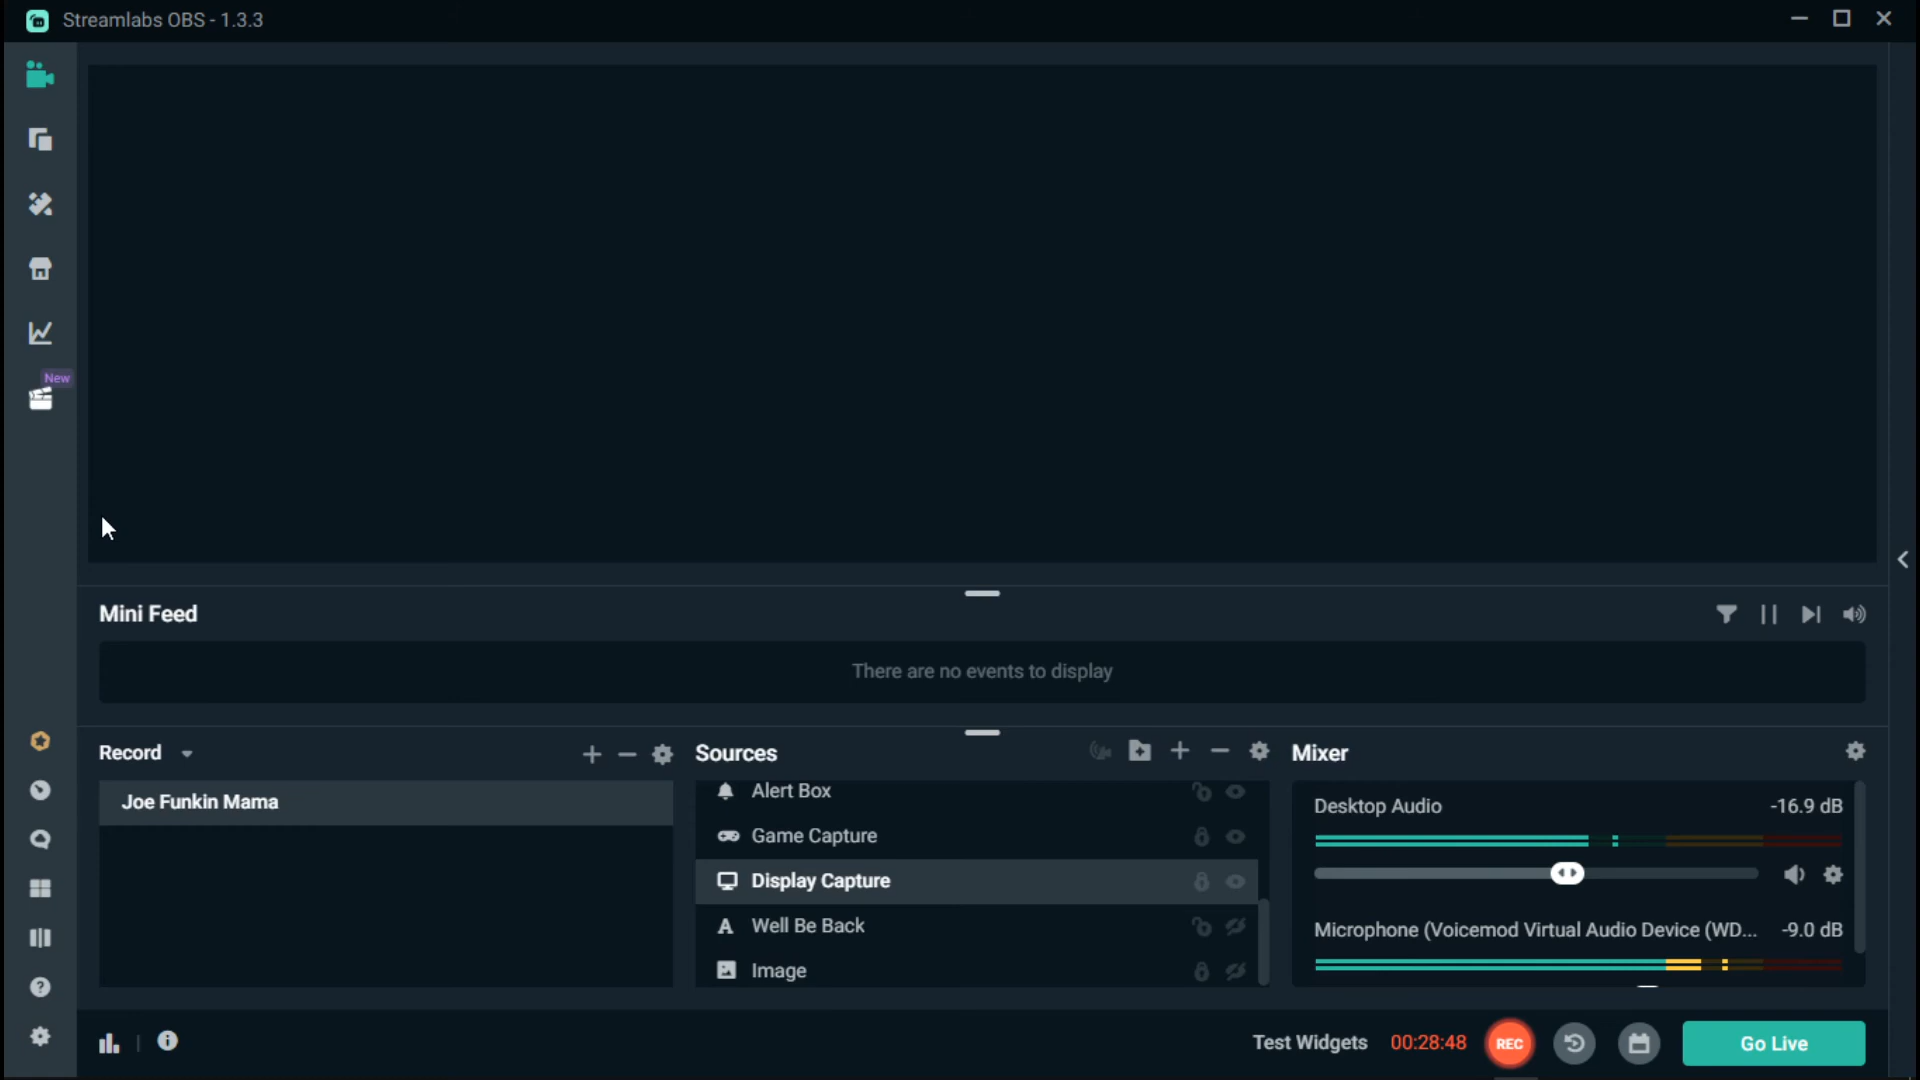 Streamlabs OBS - 1.3.3
New
Mini Feed
There are no events to display
Record
Joe Funkin Mama
Sources
Alert Box
Game Capture
Display Capture
A Well Be Back
Image
Mixer
Desktop Audio -16.9 dB
Microphone (Voicemod Virtual Audio Device (WD... -9.0 dB
Test Widgets 00:28:48 REC Go Live